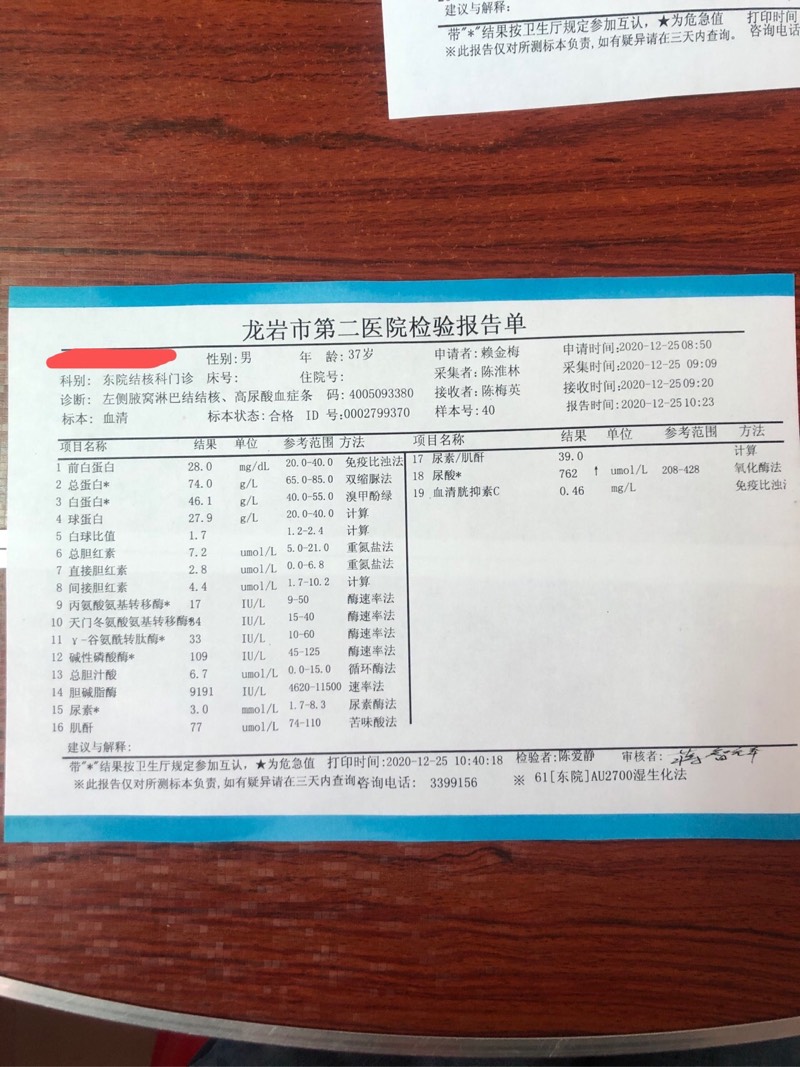 建议与解释:
带"*"结果按卫生厅规定参加互认，★为危急值 打印时间
※此报告仅对所测标本负责,如有疑异请在三天内查询。 咨询电话
龙岩市第二医院检验报告单
性别:男 年 龄:37岁 申请者:赖金梅 申请时间:2020-12-25 08:50
科别: 东院结核科门诊 床号: 住院号: 采集者:陈淮林 采集时间:2020-12-25 09:09
诊断: 左侧腋窝淋巴结结核、高尿酸血症条 码:4005093380 接收者:陈梅英 接收时间:2020-12-25 09:20
标本: 血清 标本状态:合格 ID 号:0002799370 样本号:40 报告时间:2020-12-25 10:23
项目名称 结果 单位 参考范围 方法 项目名称 结果 单位 参考范围 方法
1 前白蛋白 28.0 mg/dL 20.0-40.0 免疫比浊法 17 尿素/肌酐 39.0 计算
2 总蛋白* 74.0 g/L 65.0-85.0 双缩脲法 18 尿酸* 762 ↑ umol/L 208-428 氧化酶法
3 白蛋白* 46.1 g/L 40.0-55.0 溴甲酚绿 19 血清胱抑素C 0.46 mg/L 免疫比浊
4 球蛋白 27.9 g/L 20.0-40.0 计算
5 白球比值 1.7 1.2-2.4 计算
6 总胆红素 7.2 umol/L 5.0-21.0 重氮盐法
7 直接胆红素 2.8 umol/L 0.0-6.8 重氮盐法
8 间接胆红素 4.4 umol/L 1.7-10.2 计算
9 丙氨酸氨基转移酶* 17 IU/L 9-50 酶速率法
10 天门冬氨酸氨基转移酶* IU/L 15-40 酶速率法
11 γ-谷氨酰转肽酶* 33 IU/L 10-60 酶速率法
12 碱性磷酸酶* 109 IU/L 45-125 酶速率法
13 总胆汁酸 6.7 umol/L 0.0-15.0 循环酶法
14 胆碱脂酶 9191 IU/L 4620-11500 速率法
15 尿素* 3.0 mmol/L 1.7-8.3 尿素酶法
16 肌酐 77 umol/L 74-110 苦味酸法
建议与解释:
带"*"结果按卫生厅规定参加互认，★为危急值 打印时间:2020-12-25 10:40:18 检验者:陈爱静 审核者:
※此报告仅对所测标本负责,如有疑异请在三天内查询。咨询电话: 3399156 ※ 61[东院]AU2700湿生化法